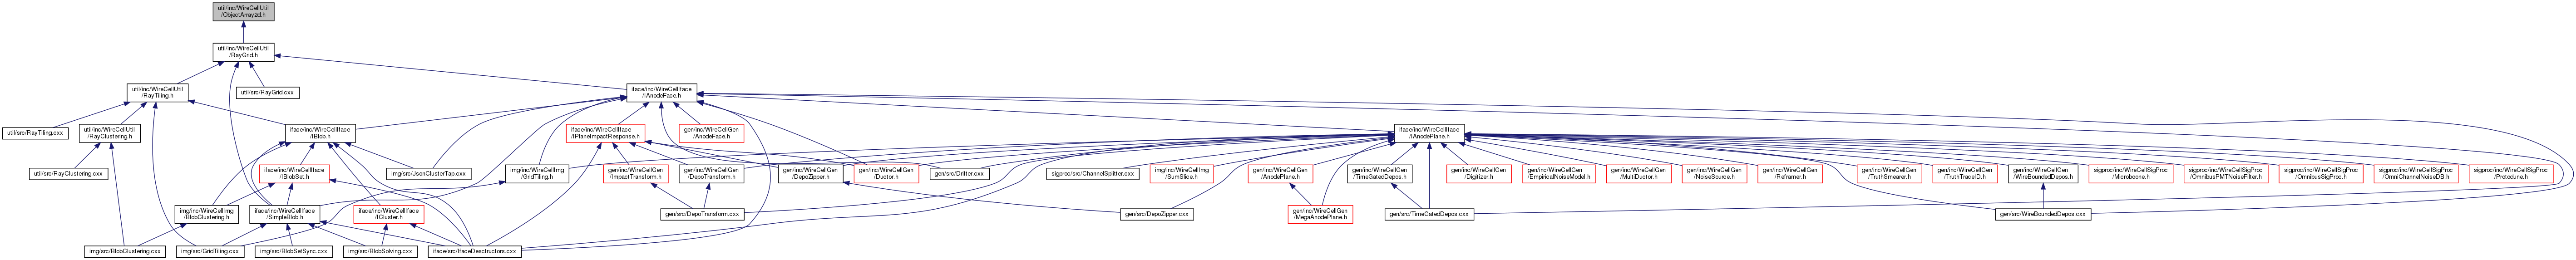 util/inc/WireCellUtil
/ObjectArray2d.h
util/inc/WireCellUtil
/RayGrid.h
util/inc/WireCellUtil
/RayTiling.h
util/src/RayGrid.cxx
iface/inc/WireCellIface
/IAnodeFace.h
util/src/RayTiling.cxx
util/inc/WireCellUtil
/RayClustering.h
iface/inc/WireCellIface
/IBlob.h
iface/inc/WireCellIface
/IPlaneImpactResponse.h
gen/inc/WireCellGen
/AnodeFace.h
iface/inc/WireCellIface
/IAnodePlane.h
util/src/RayClustering.cxx
iface/inc/WireCellIface
/IBlobSet.h
img/src/JsonClusterTap.cxx
img/inc/WireCellImg
/GridTiling.h
gen/inc/WireCellGen
/ImpactTransform.h
gen/inc/WireCellGen
/DepoTransform.h
gen/inc/WireCellGen
/DepoZipper.h
gen/inc/WireCellGen
/Ductor.h
gen/src/Drifter.cxx
sigproc/src/ChannelSplitter.cxx
img/inc/WireCellImg
/SumSlice.h
gen/inc/WireCellGen
/AnodePlane.h
gen/inc/WireCellGen
/TimeGatedDepos.h
gen/inc/WireCellGen
/Digitizer.h
gen/inc/WireCellGen
/EmpiricalNoiseModel.h
gen/inc/WireCellGen
/MultiDuctor.h
gen/inc/WireCellGen
/NoiseSource.h
gen/inc/WireCellGen
/Reframer.h
gen/inc/WireCellGen
/TruthSmearer.h
gen/inc/WireCellGen
/TruthTraceID.h
gen/inc/WireCellGen
/WireBoundedDepos.h
sigproc/inc/WireCellSigProc
/Microboone.h
sigproc/inc/WireCellSigProc
/OmnibusPMTNoiseFilter.h
sigproc/inc/WireCellSigProc
/OmnibusSigProc.h
sigproc/inc/WireCellSigProc
/OmniChannelNoiseDB.h
sigproc/inc/WireCellSigProc
/Protodune.h
img/inc/WireCellImg
/BlobClustering.h
iface/inc/WireCellIface
/SimpleBlob.h
iface/inc/WireCellIface
/ICluster.h
gen/src/DepoTransform.cxx
gen/src/DepoZipper.cxx
gen/inc/WireCellGen
/MegaAnodePlane.h
gen/src/TimeGatedDepos.cxx
gen/src/WireBoundedDepos.cxx
img/src/BlobClustering.cxx
img/src/GridTiling.cxx
img/src/BlobSetSync.cxx
img/src/BlobSolving.cxx
iface/src/IfaceDesctructors.cxx